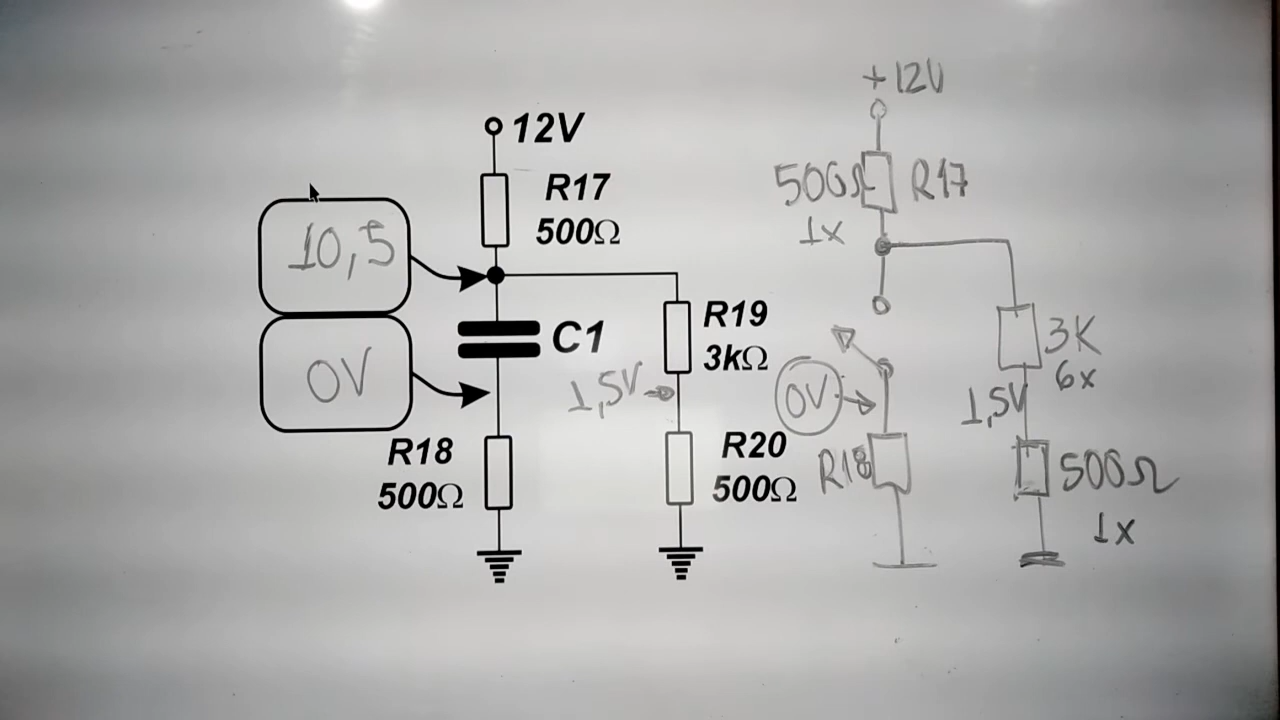 12V
R17
500Ω
10,5
C1
0V
R19
3kΩ
1,5V
R18
500Ω
R20
500Ω
+12V
500Ω
R17
1x
3K
6x
0V
1,5V
R18
500Ω
1x